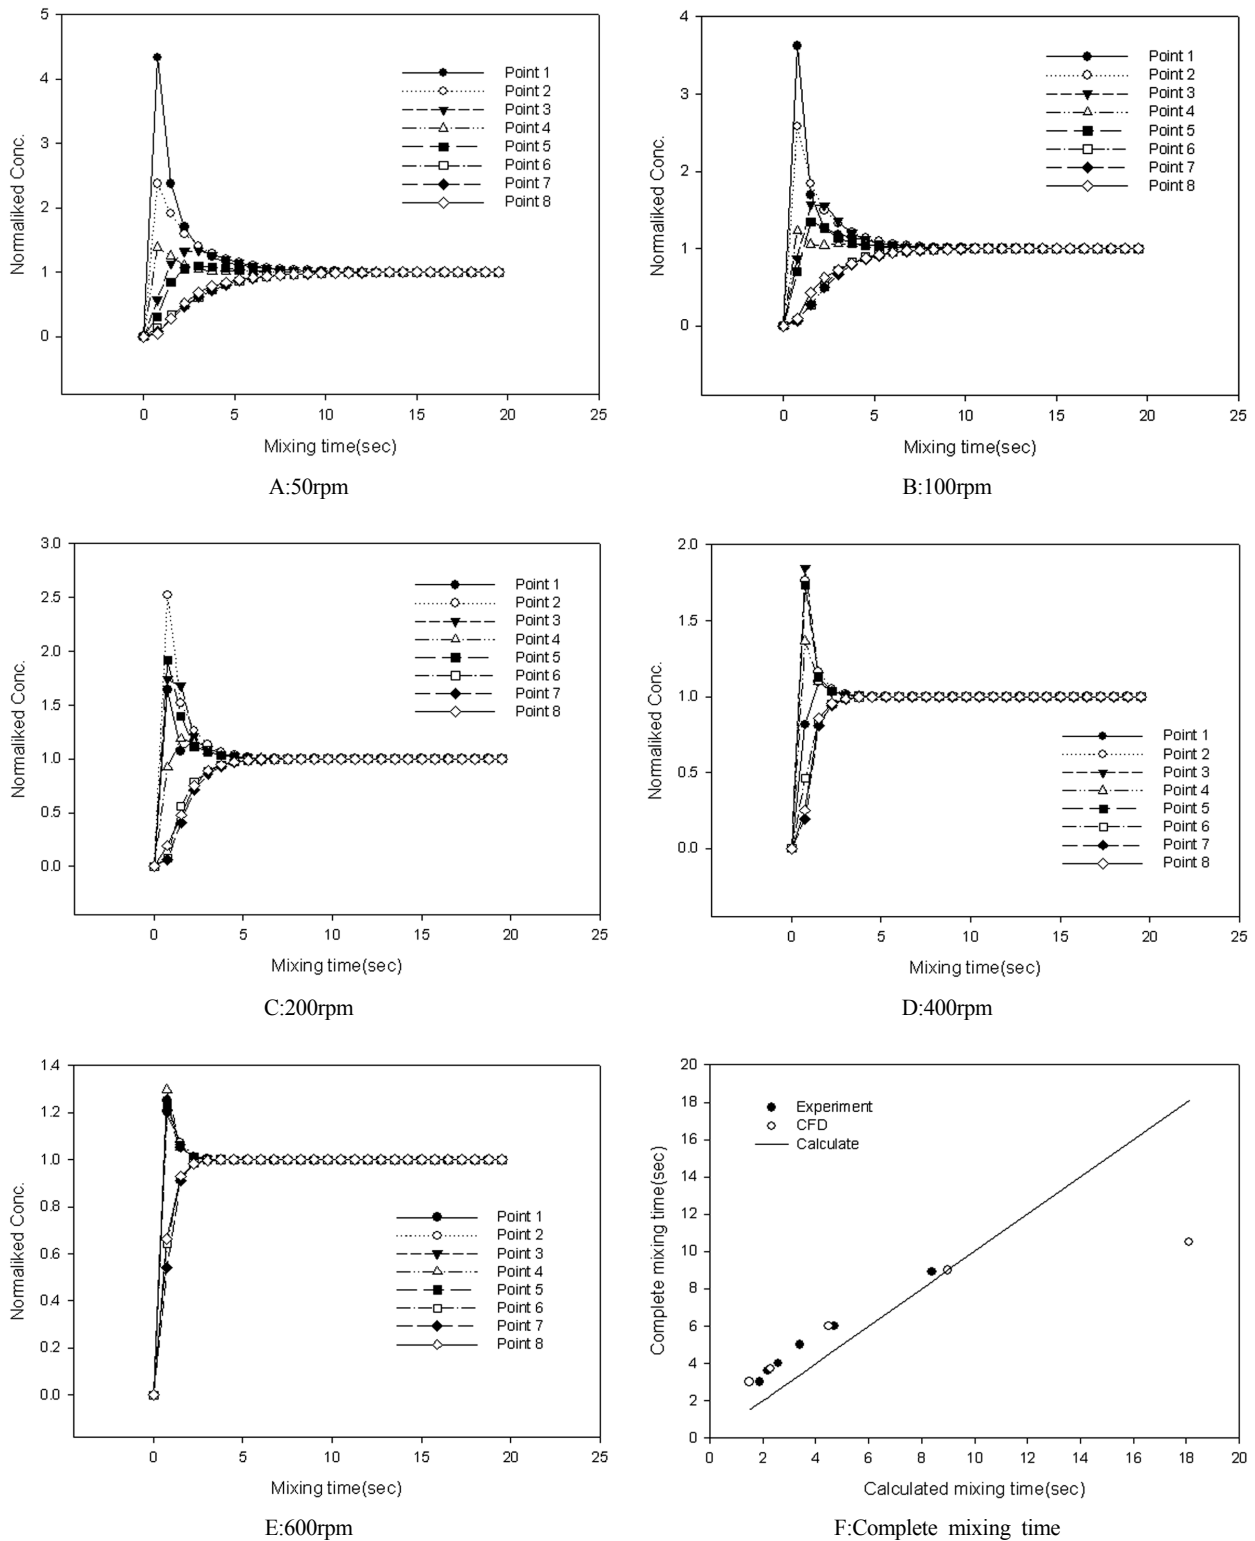 5
4
3
2
1
0
Normaliked Conc.
Point 1
Point 2
Point 3
Point 4
Point 5
Point 6
Point 7
Point 8
0 5 10 15 20 25
Mixing time(sec)
A:50rpm
4
3
2
1
0
Normaliked Conc.
Point 1
Point 2
Point 3
Point 4
Point 5
Point 6
Point 7
Point 8
0 5 10 15 20 25
Mixing time(sec)
B:100rpm
3.0
2.5
2.0
1.5
1.0
0.5
0.0
Normaliked Conc.
Point 1
Point 2
Point 3
Point 4
Point 5
Point 6
Point 7
Point 8
0 5 10 15 20 25
Mixing time(sec)
C:200rpm
2.0
1.5
1.0
0.5
0.0
Normaliked Conc.
Point 1
Point 2
Point 3
Point 4
Point 5
Point 6
Point 7
Point 8
0 5 10 15 20 25
Mixing time(sec)
D:400rpm
1.4
1.2
1.0
0.8
0.6
0.4
0.2
0.0
Normaliked Conc.
Point 1
Point 2
Point 3
Point 4
Point 5
Point 6
Point 7
Point 8
0 5 10 15 20 25
Mixing time(sec)
E:600rpm
20
18
16
14
12
10
8
6
4
2
0
Complete mixing time(sec)
Experiment
CFD
Calculate
0 2 4 6 8 10 12 14 16 18 20
Calculated mixing time(sec)
F:Complete mixing time